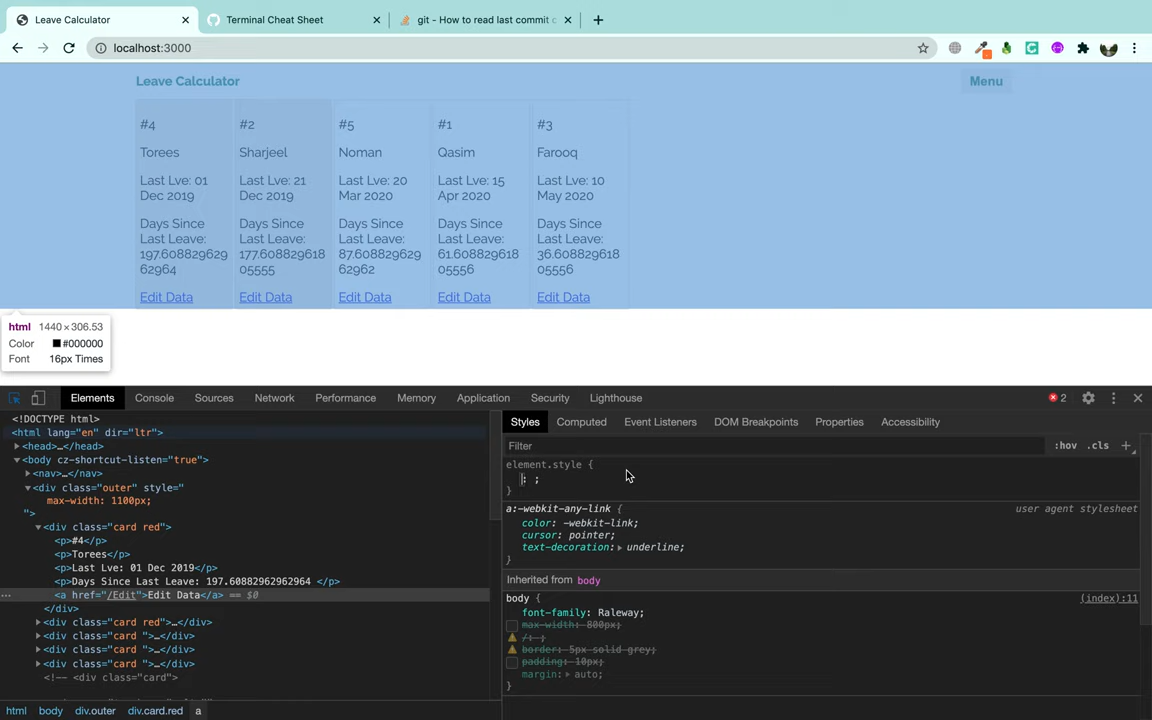 Leave Calculator
Terminal Cheat Sheet
git - How to read last commit c
localhost:3000
Leave Calculator
Menu
#4
Torees
Last Lve: 01
Dec 2019
Days Since
Last Leave:
197.608829629
62964
Edit Data
#2
Sharjeel
Last Lve: 21
Dec 2019
Days Since
Last Leave:
177.608829618
05555
Edit Data
#5
Noman
Last Lve: 20
Mar 2020
Days Since
Last Leave:
87.608829629
62962
Edit Data
#1
Qasim
Last Lve: 15
Apr 2020
Days Since
Last Leave:
61.608829618
05556
Edit Data
#3
Farooq
Last Lve: 10
May 2020
Days Since
Last Leave:
36.608829618
05556
Edit Data
html 1440×306.53
Color #000000
Font 16px Times
Elements Console Sources Network Performance Memory Application Security Lighthouse 2
<!DOCTYPE html>
<html lang="en" dir="ltr">
<head>…</head>
<body cz-shortcut-listen="true">
<nav>…</nav>
<div class="outer" style="
max-width: 1100px;
">
<div class="card red">
<p>#4</p>
<p>Torees</p>
<p>Last Lve: 01 Dec 2019</p>
<p>Days Since Last Leave: 197.60882962962964 </p>
<a href="/Edit">Edit Data</a> == $0
</div>
<div class="card red">…</div>
<div class="card ">…</div>
<div class="card ">…</div>
<div class="card ">…</div>
<!-- <div class="card">
html body div.outer div.card.red a
Styles Computed Event Listeners DOM Breakpoints Properties Accessibility
Filter
:hov .cls +
element.style {
: ;
}
a:-webkit-any-link {
user agent stylesheet
color: -webkit-link;
cursor: pointer;
text-decoration: underline;
}
Inherited from body
body {
(index):11
font-family: Raleway;
max-width: 800px;
/: ;
border: 5px solid grey;
padding: 10px;
margin: auto;
}